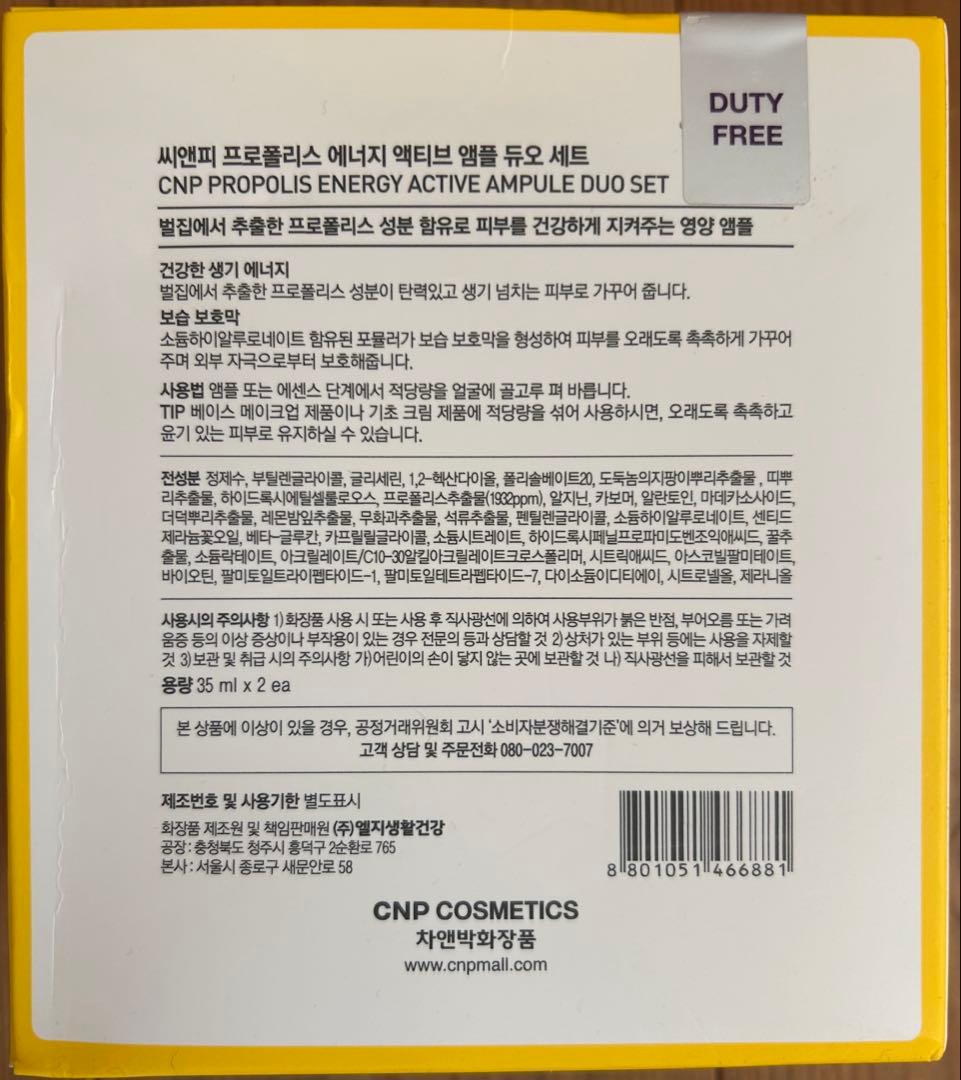 DUTY
FREE
씨앤피 프로폴리스 에너지 액티브 앰플 듀오 세트
CNP PROPOLIS ENERGY ACTIVE AMPULE DUO SET
벌집에서 추출한 프로폴리스 성분 함유로 피부를 건강하게 지켜주는 영양 앰플
건강한 생기 에너지
벌집에서 추출한 프로폴리스 성분이 탄력있고 생기 넘치는 피부로 가꾸어 줍니다.
보습 보호막
소듐하이알루로네이트 함유된 포뮬러가 보습 보호막을 형성하여 피부를 오래도록 촉촉하게 가꾸어
주며 외부 자극으로부터 보호해줍니다.
사용법 앰플 또는 에센스 단계에서 적당량을 얼굴에 골고루 펴 바릅니다.
TIP 베이스 메이크업 제품이나 기초 크림 제품에 적당량을 섞어 사용하시면, 오래도록 촉촉하고
윤기 있는 피부로 유지하실 수 있습니다.
전성분 정제수, 부틸렌글라이콜, 글리세린, 1,2-헥산다이올, 폴리솔베이트20, 도둑놈의지팡이뿌리추출물, 띠뿌
리추출물, 하이드록시에틸셀룰로오스, 프로폴리스추출물(1932ppm), 알지닌, 카보머, 알란토인, 마데카소사이드,
더덕뿌리추출물, 레몬밤잎추출물, 무화과추출물, 석류추출물, 펜틸렌글라이콜, 소듐하이알루로네이트, 센티드
제라늄꽃오일, 베타-글루칸, 카프릴릴글라이콜, 소듐시트레이트, 하이드록시페닐프로파미도벤조익애씨드, 꿀추
출물, 소듐락테이트, 아크릴레이트/C10-30알킬아크릴레이트크로스폴리머, 시트릭애씨드, 아스코빌팔미테이트,
바이오틴, 팔미토일트라이펩타이드-1, 팔미토일테트라펩타이드-7, 다이소듐이디티에이, 시트로넬올, 제라니올
사용시의 주의사항 1) 화장품 사용 시 또는 사용 후 직사광선에 의하여 사용부위가 붉은 반점, 부어오름 또는 가려
움증 등의 이상 증상이나 부작용이 있는 경우 전문의 등과 상담할 것 2) 상처가 있는 부위 등에는 사용을 자제할
것 3) 보관 및 취급 시의 주의사항 가) 어린이의 손이 닿지 않는 곳에 보관할 것 나) 직사광선을 피해서 보관할 것
용량 35 ml x 2 ea
본 상품에 이상이 있을 경우, 공정거래위원회 고시 '소비자분쟁해결기준'에 의거 보상해 드립니다.
고객 상담 및 주문전화 080-023-7007
제조번호 및 사용기한 별도표시
화장품 제조원 및 책임판매원 (주)엘지생활건강
공장 : 충청북도 청주시 흥덕구 2순환로 765
본사 : 서울시 종로구 새문안로 58
8 801051 466881
CNP COSMETICS
차앤박화장품
www.cnpmall.com